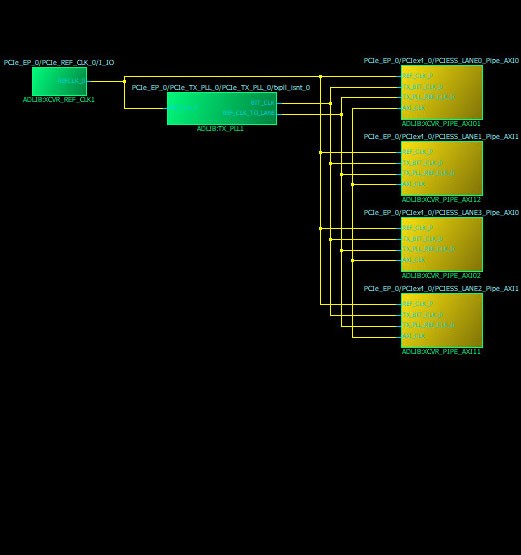 PCIe_EP_0/PCIe_REF_CLK_0/I_IO
REFCLK_0
ADLIB:XCVR_REF_CLK1
PCIe_EP_0/PCIe_TX_PLL_0/PCIe_TX_PLL_0/txpll_isnt_0
BIT_CLK
REF_CLK_TO_LANE
ADLIB:TX_PLL1
PCIe_EP_0/PCIex4_0/PCIESS_LANE0_Pipe_AXI0
REF_CLK_P
TX_BIT_CLK_0
TX_PLL_REF_CLK_0
AXI_CLK
ADLIB:XCVR_PIPE_AXI01
PCIe_EP_0/PCIex4_0/PCIESS_LANE1_Pipe_AXI1
REF_CLK_P
TX_BIT_CLK_0
TX_PLL_REF_CLK_0
AXI_CLK
ADLIB:XCVR_PIPE_AXI12
PCIe_EP_0/PCIex4_0/PCIESS_LANE3_Pipe_AXI0
REF_CLK_P
TX_BIT_CLK_0
TX_PLL_REF_CLK_0
AXI_CLK
ADLIB:XCVR_PIPE_AXI02
PCIe_EP_0/PCIex4_0/PCIESS_LANE2_Pipe_AXI1
REF_CLK_P
TX_BIT_CLK_0
TX_PLL_REF_CLK_0
AXI_CLK
ADLIB:XCVR_PIPE_AXI11